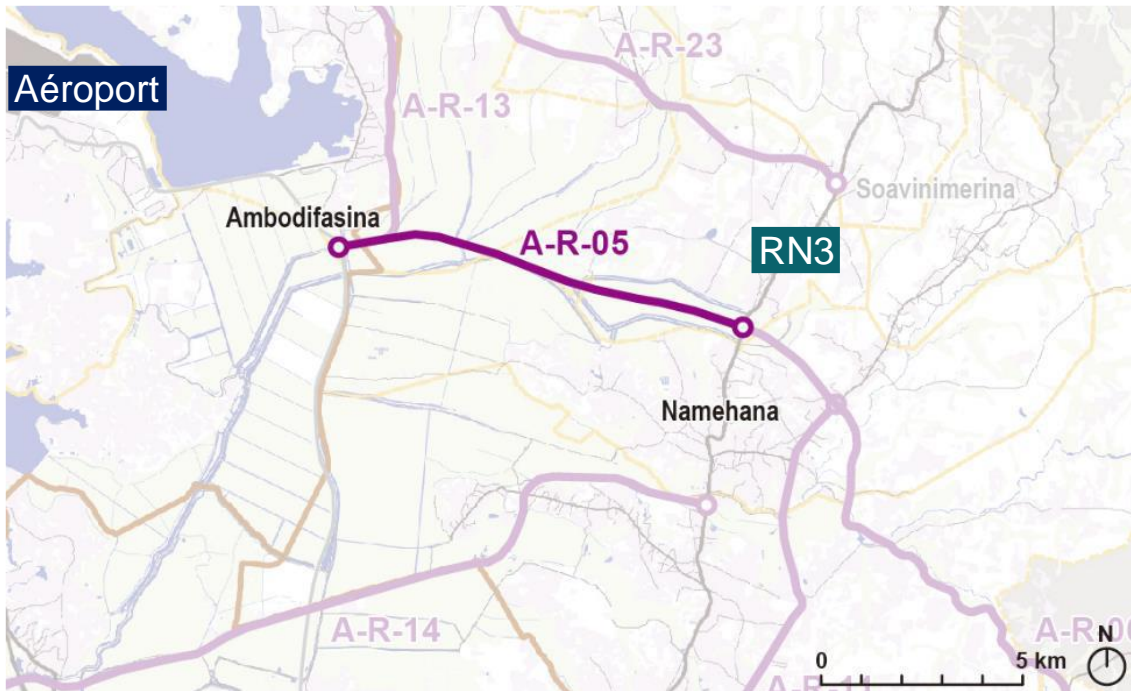 A-R-23
Aéroport
A-R-13
Soavinimerina
Ambodifasina
A-R-05
RN3
Namehana
A-R-14
N
0
5 km